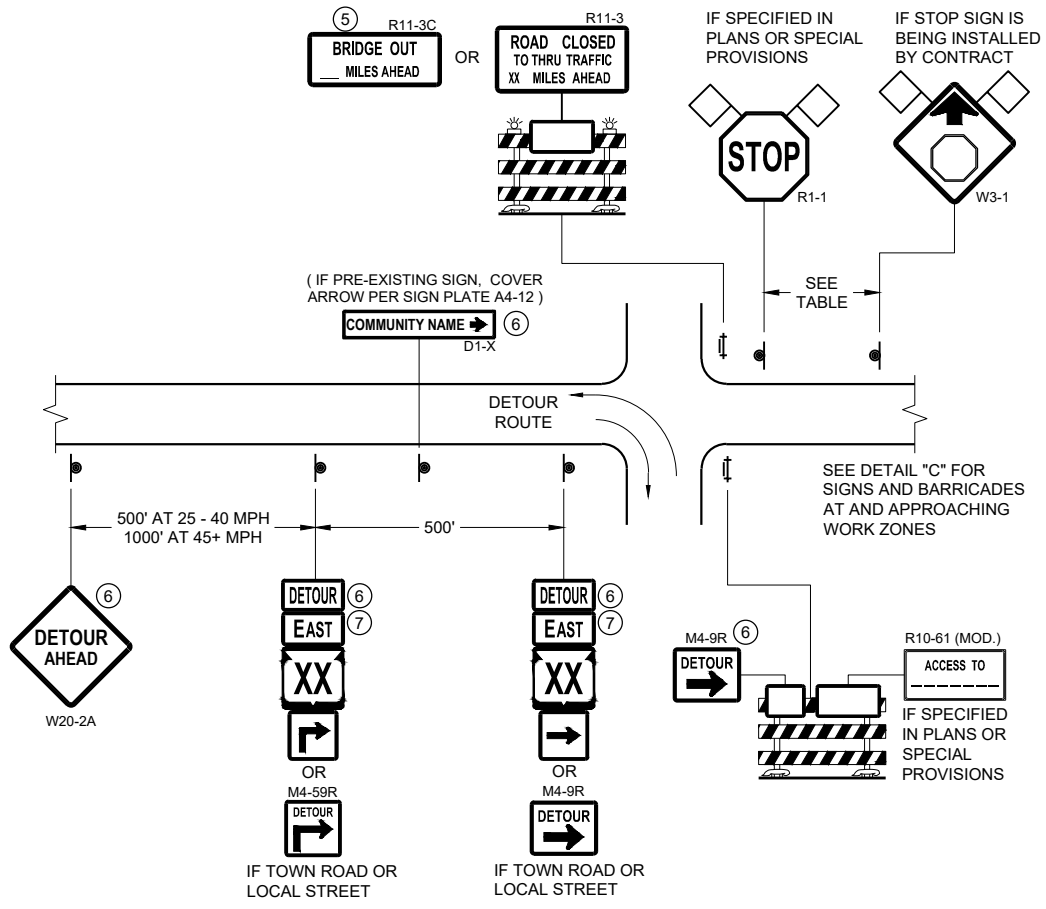 5
R11-3C
BRIDGE OUT
__ MILES AHEAD
OR
R11-3
ROAD CLOSED
TO THRU TRAFFIC
XX MILES AHEAD
IF SPECIFIED IN
PLANS OR SPECIAL
PROVISIONS
STOP
R1-1
IF STOP SIGN IS
BEING INSTALLED
BY CONTRACT
W3-1
SEE
TABLE
( IF PRE-EXISTING SIGN, COVER
ARROW PER SIGN PLATE A4-12 )
COMMUNITY NAME
6
D1-X
DETOUR
ROUTE
SEE DETAIL "C" FOR
SIGNS AND BARRICADES
AT AND APPROACHING
WORK ZONES
500' AT 25 - 40 MPH
1000' AT 45+ MPH
500'
6
DETOUR
AHEAD
W20-2A
DETOUR
6
EAST
7
XX
OR
M4-59R
DETOUR
IF TOWN ROAD OR
LOCAL STREET
DETOUR
6
EAST
7
XX
OR
M4-9R
DETOUR
IF TOWN ROAD OR
LOCAL STREET
M4-9R
6
DETOUR
R10-61 (MOD.)
ACCESS TO
_ _ _ _ _ _ _
IF SPECIFIED
IN PLANS OR
SPECIAL
PROVISIONS